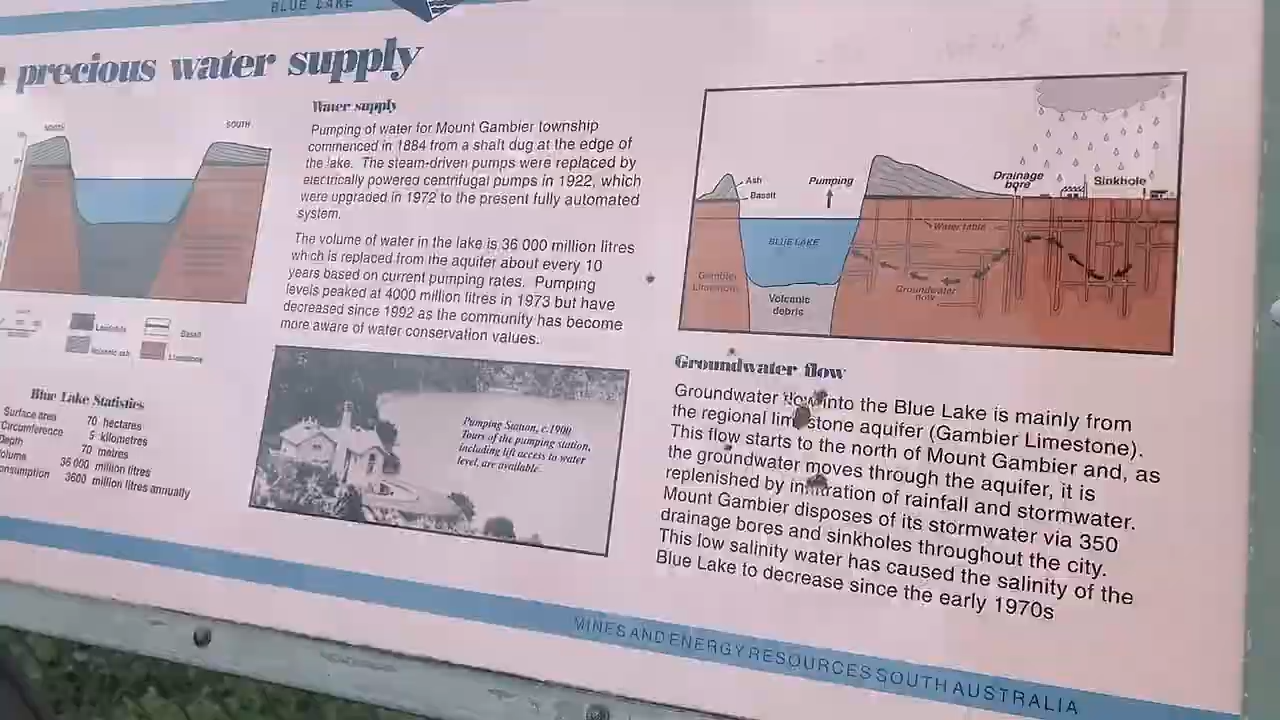 BLUE LAKE
precious water supply
SOUTH
SOUTH
Landslide
Basalt
Volcanic ash
Limestone
Blue Lake Statistics
Surface area 70 hectares
Circumference 5 kilometres
Depth 70 metres
36 000 million litres
3600 million litres annually
Water supply
Pumping of water for Mount Gambier township
commenced in 1884 from a shaft dug at the edge of
the lake. The steam-driven pumps were replaced by
electrically powered centrifugal pumps in 1922, which
were upgraded in 1972 to the present fully automated
system.
The volume of water in the lake is 36 000 million litres
which is replaced from the aquifer about every 10
years based on current pumping rates. Pumping
levels peaked at 4000 million litres in 1973 but have
decreased since 1992 as the community has become
more aware of water conservation values.
Pumping Station, c.1900
Tours of the pumping station,
including lift access to water
level, are available.
Ash
Basalt
Pumping
Drainage
bore
Sinkhole
Water table
BLUE LAKE
Gambier
Limestone
Groundwater
flow
Volcanic
debris
Groundwater flow
Groundwater flow into the Blue Lake is mainly from
the regional limestone aquifer (Gambier Limestone).
This flow starts to the north of Mount Gambier and, as
the groundwater moves through the aquifer, it is
replenished by infiltration of rainfall and stormwater.
Mount Gambier disposes of its stormwater via 350
drainage bores and sinkholes throughout the city.
This low salinity water has caused the salinity of the
Blue Lake to decrease since the early 1970s
MINES AND ENERGY RESOURCES SOUTH AUSTRALIA